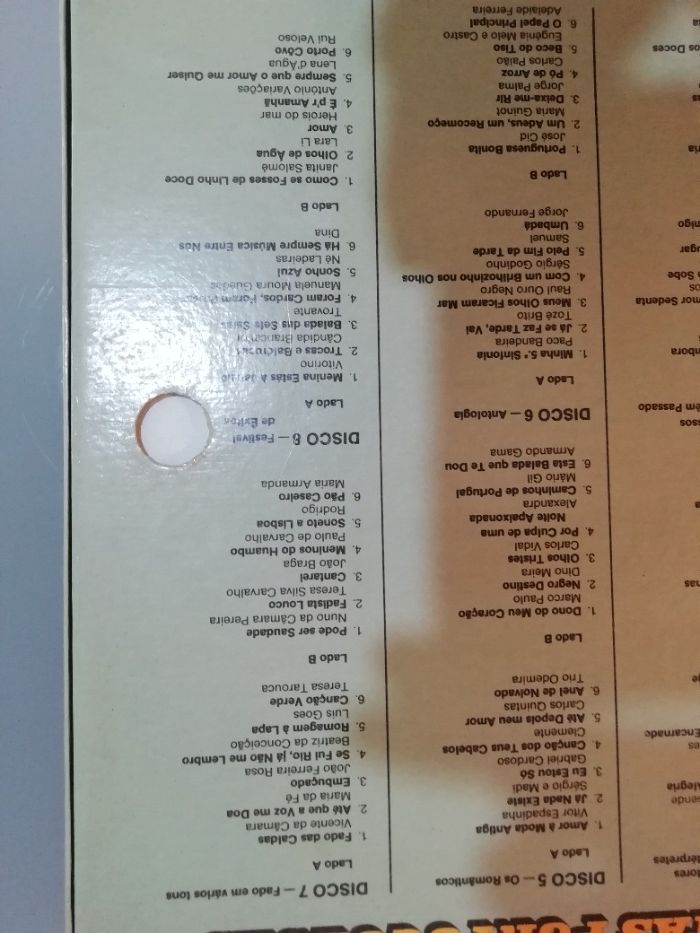 Alegria
Encarnado
DISCO 5 — Os Românticos
Lado A
1. Amor à Moda Antiga
Vitor Espadinha
2. Já Nada Existe
Sérgio e Madi
3. Eu Estou Só
Gabriel Cardoso
4. Canção dos Teus Cabelos
Clemente
5. Até Depois meu Amor
Carlos Quintas
6. Anel de Noivado
Trio Odemira
Lado B
1. Dono do Meu Coração
Marco Paulo
2. Negro Destino
Dino Meira
3. Olhos Tristes
Carlos Vidal
4. Por Culpa de uma
Noite Apaixonada
Alexandra
5. Caminhos de Portugal
Mário Gil
6. Esta Balada que Te Dou
Armando Gama
DISCO 6 — Antologia
Lado A
1. Minha S.ª Sinfonia
Paco Bandeira
2. Já se Faz Tarde, Vai
Tozé Brito
3. Meus Olhos Ficaram Mar
Raul Ouro Negro
4. Com um Brilhozinho nos Olhos
Sérgio Godinho
5. Pelo Fim da Tarde
Samuel
6. Umbadá
Jorge Fernando
Lado B
1. Portuguesa Bonita
José Cid
2. Um Adeus, um Recomeço
Maria Guinot
3. Deixa-me Rir
Jorge Palma
4. Pó de Arroz
Carlos Paião
5. Beco do Tiso
Eugénia Melo e Castro
6. O Papel Principal
Adelaide Ferreira
DISCO 7 — Fado em vários tons
Lado A
1. Fado das Caldas
Vicente da Câmara
2. Até que a Voz me Doa
Maria da Fé
3. Embuçado
João Ferreira Rosa
4. Se Fui Rio, já Não me Lembro
Beatriz da Conceição
5. Romagem à Lapa
Luís Goes
6. Canção Verde
Teresa Tarouca
Lado B
1. Pode ser Saudade
Nuno da Câmara Pereira
2. Fadista Louco
Teresa Silva Carvalho
3. Cantarei
João Braga
4. Meninos do Huambo
Paulo de Carvalho
5. Soneto a Lisboa
Rodrigo
6. Pão Caseiro
Maria Armanda
DISCO 8 — Festival
de Êxitos
Lado A
1. Menina Estás à
Vitorino
2. Trocas e
Cândida Branca
3. Balada das Sete Saias
Trovante
4. Foram Cardos, Foram
Manuela Moura Guedes
5. Sonho Azul
Né Ladeiras
6. Há Sempre Música Entre Nós
Dina
Lado B
1. Como se Fosses de Linho Doce
Janita Salomé
2 Olhos de Água
Lara Li
3. Amor
Heróis do mar
4. É p'r Amanhã
António Variações
5. Sempre que o Amor me Quiser
Lena d'Água
6. Porto Côvo
Rui Veloso